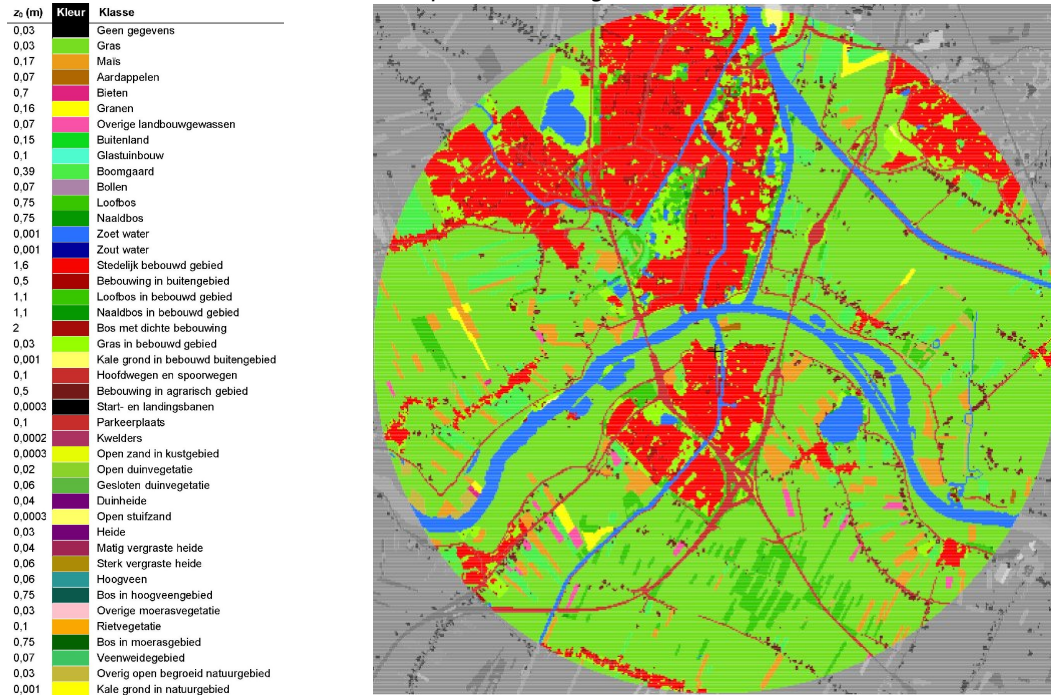 z₀ (m) Kleur Klasse
0,03 Geen gegevens
0,03 Gras
0,17 Maïs
0,07 Aardappelen
0,7 Bieten
0,16 Granen
0,07 Overige landbouwgewassen
0,15 Buitenland
0,1 Glastuinbouw
0,39 Boomgaard
0,07 Bollen
0,75 Loofbos
0,75 Naaldbos
0,001 Zoet water
0,001 Zout water
1,6 Stedelijk bebouwd gebied
0,5 Bebouwing in buitengebied
1,1 Loofbos in bebouwd gebied
1,1 Naaldbos in bebouwd gebied
2 Bos met dichte bebouwing
0,03 Gras in bebouwd gebied
0,001 Kale grond in bebouwd buitengebied
0,1 Hoofdwegen en spoorwegen
0,5 Bebouwing in agrarisch gebied
0,0003 Start- en landingsbanen
0,1 Parkeerplaats
0,0002 Kwelders
0,0003 Open zand in kustgebied
0,02 Open duinvegetatie
0,06 Gesloten duinvegetatie
0,04 Duinheide
0,0003 Open stuifzand
0,03 Heide
0,04 Matig vergraste heide
0,06 Sterk vergraste heide
0,06 Hoogveen
0,75 Bos in hoogveengebied
0,03 Overige moerasvegetatie
0,1 Rietvegetatie
0,75 Bos in moerasgebied
0,07 Veenweidegebied
0,03 Overig open begroeid natuurgebied
0,001 Kale grond in natuurgebied